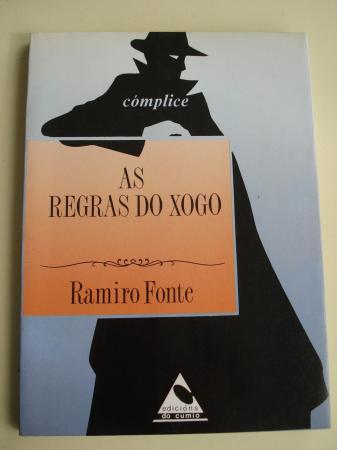 cómplice
AS
REGRAS DO XOGO
Ramiro Fonte
edicións
do cumio